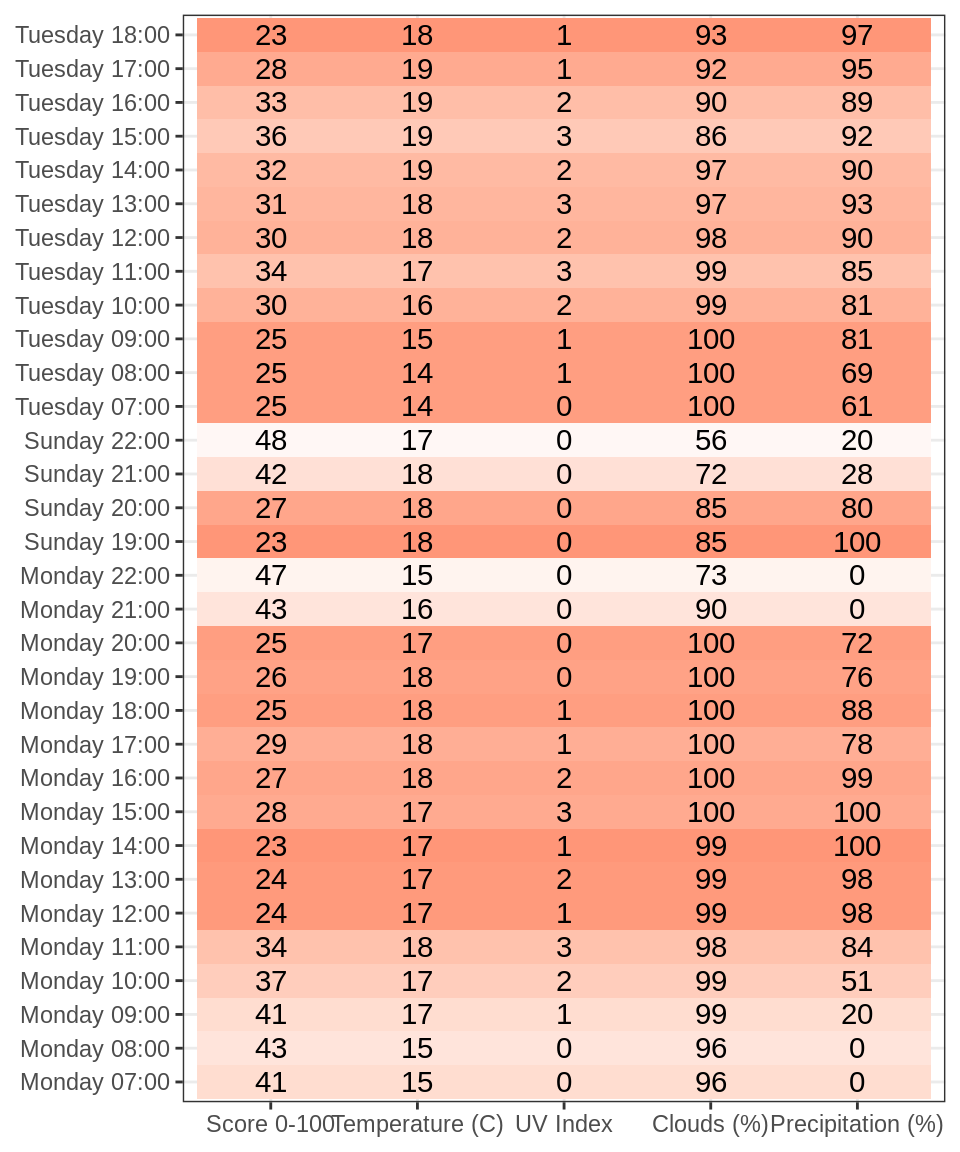 Tuesday 18:00 23 18 1 93 97
Tuesday 17:00 28 19 1 92 95
Tuesday 16:00 33 19 2 90 89
Tuesday 15:00 36 19 3 86 92
Tuesday 14:00 32 19 2 97 90
Tuesday 13:00 31 18 3 97 93
Tuesday 12:00 30 18 2 98 90
Tuesday 11:00 34 17 3 99 85
Tuesday 10:00 30 16 2 99 81
Tuesday 09:00 25 15 1 100 81
Tuesday 08:00 25 14 1 100 69
Tuesday 07:00 25 14 0 100 61
Sunday 22:00 48 17 0 56 20
Sunday 21:00 42 18 0 72 28
Sunday 20:00 27 18 0 85 80
Sunday 19:00 23 18 0 85 100
Monday 22:00 47 15 0 73 0
Monday 21:00 43 16 0 90 0
Monday 20:00 25 17 0 100 72
Monday 19:00 26 18 0 100 76
Monday 18:00 25 18 1 100 88
Monday 17:00 29 18 1 100 78
Monday 16:00 27 18 2 100 99
Monday 15:00 28 17 3 100 100
Monday 14:00 23 17 1 99 100
Monday 13:00 24 17 2 99 98
Monday 12:00 24 17 1 99 98
Monday 11:00 34 18 3 98 84
Monday 10:00 37 17 2 99 51
Monday 09:00 41 17 1 99 20
Monday 08:00 43 15 0 96 0
Monday 07:00 41 15 0 96 0
Score 0-100 Temperature (C) UV Index Clouds (%) Precipitation (%)